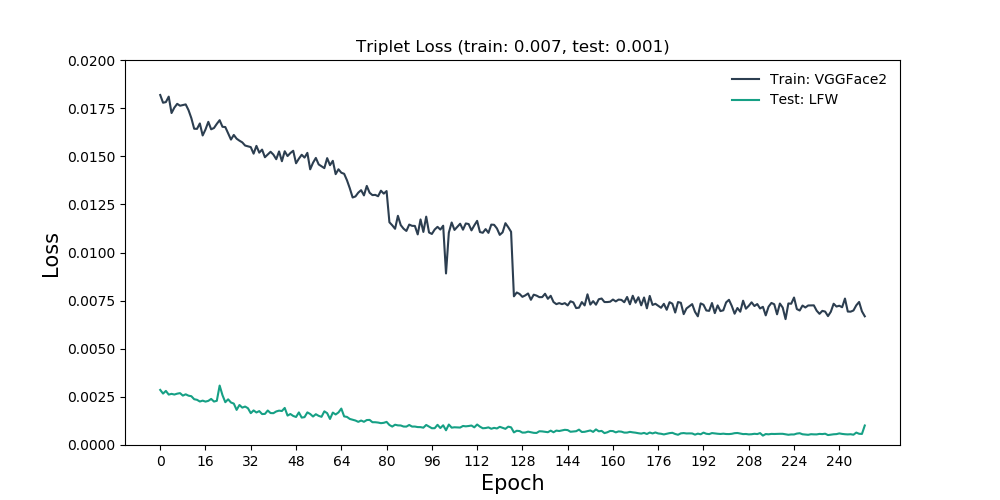 Triplet Loss (train: 0.007, test: 0.001)
0.0200
0.0175
0.0150
0.0125
0.0100
0.0075
0.0050
0.0025
0.0000
Loss
Train: VGGFace2
Test: LFW
0 16 32 48 64 80 96 112 128 144 160 176 192 208 224 240
Epoch